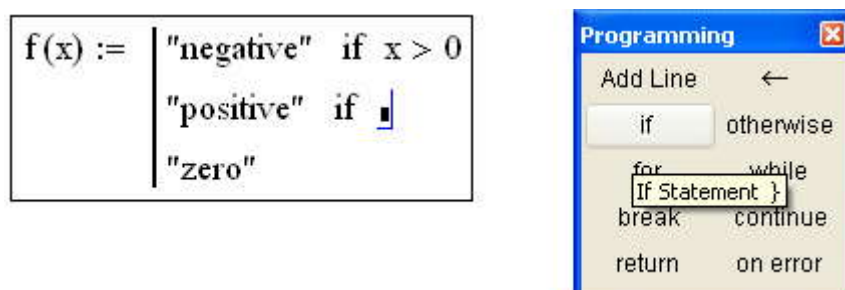 f(x) := "negative" if x > 0
"positive" if
"zero"
Programming
Add Line ←
if otherwise
for while
If Statement }
break continue
return on error